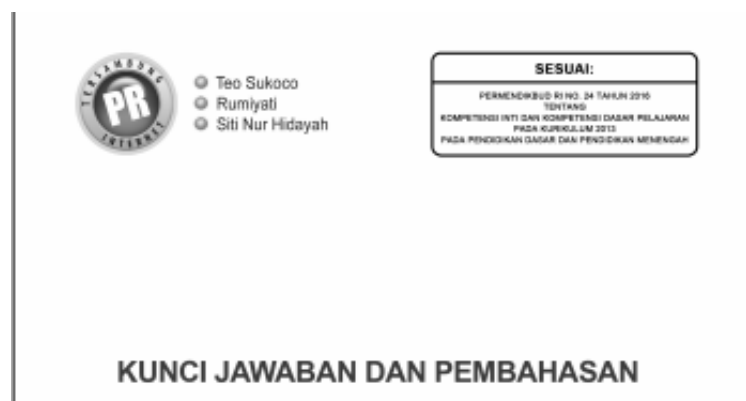 TERSAMBUNG
PR
INTERNET
Teo Sukoco
Rumiyati
Siti Nur Hidayah
SESUAI:
PERMENDIKBUD RI NO. 24 TAHUN 2016
TENTANG
KOMPETENSI INTI DAN KOMPETENSI DASAR PELAJARAN
PADA KURIKULUM 2013
PADA PENDIDIKAN DASAR DAN PENDIDIKAN MENENGAH
KUNCI JAWABAN DAN PEMBAHASAN